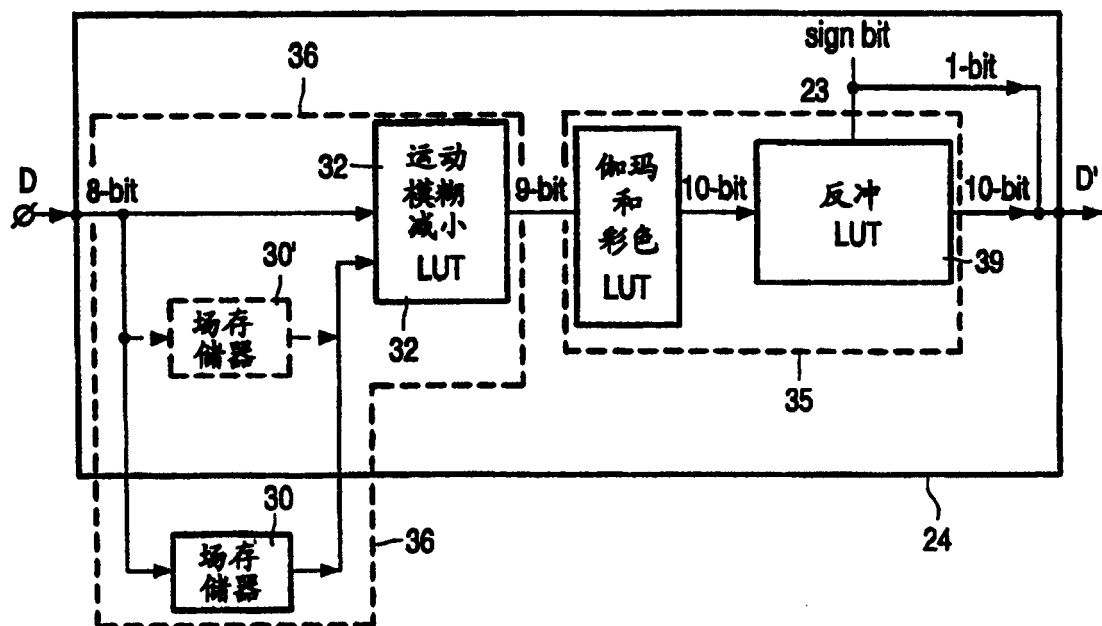 sign bit
36
23
1-bit
D
8-bit
32
运动
模糊
减小
LUT
32
9-bit
伽玛
和
彩色
LUT
10-bit
反冲
LUT
10-bit
D'
39
30'
场存
储器
35
30
场存
储器
36
24